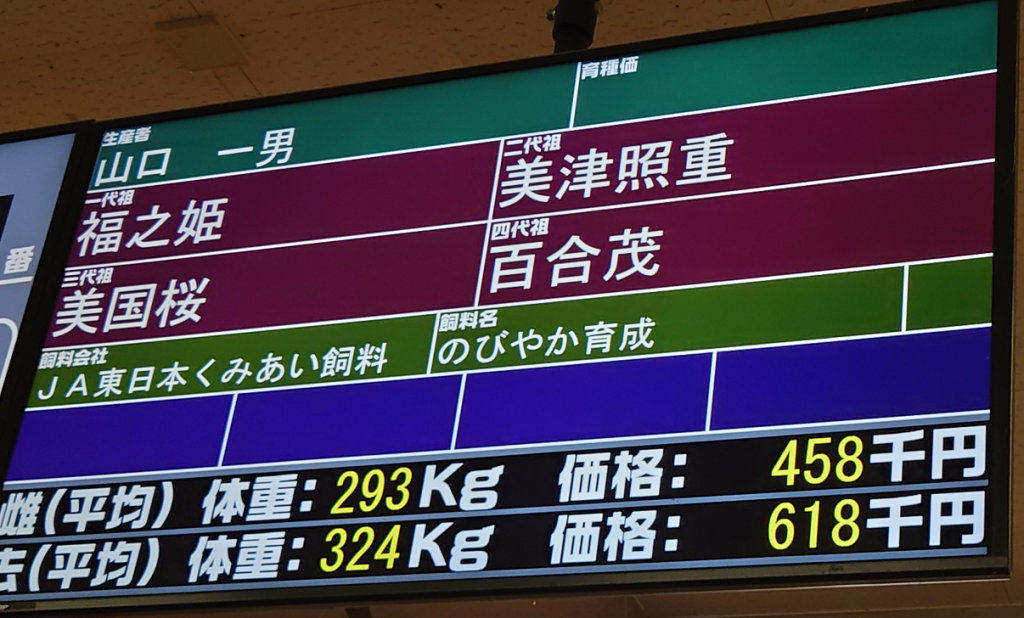 番
生産者
山口 一男
育種価
一代祖
福之姫
二代祖
美津照重
三代祖
美国桜
四代祖
百合茂
飼料会社
JA東日本くみあい飼料
飼料名
のびやか育成
雌(平均) 体重:293Kg 価格:458千円
去(平均) 体重:324Kg 価格:618千円